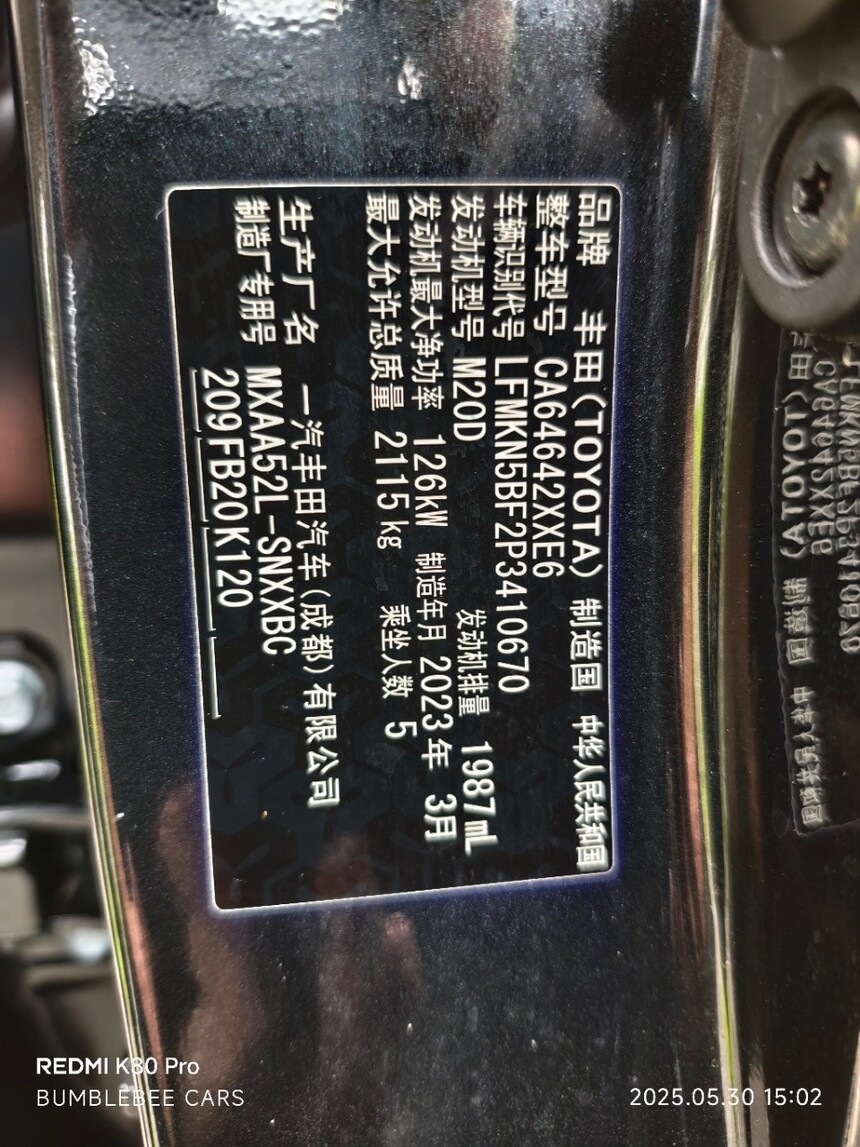 品牌 丰田(TOYOTA) 制造国 中华人民共和国
整车型号 CA64642XXE6
车辆识别代号 LFMKN5BF2P3410670
发动机型号 M20D 发动机排量 1987mL
发动机最大净功率 126kW 制造年月 2023年 3月
最大允许总质量 2115kg 乘坐人数 5
生产厂名 一汽丰田汽车(成都)有限公司
制造厂专用号 MXAA52L-SNXXBC
209FB20K120
REDMI K80 Pro
BUMBLEBEE CARS
2025.05.30 15:02